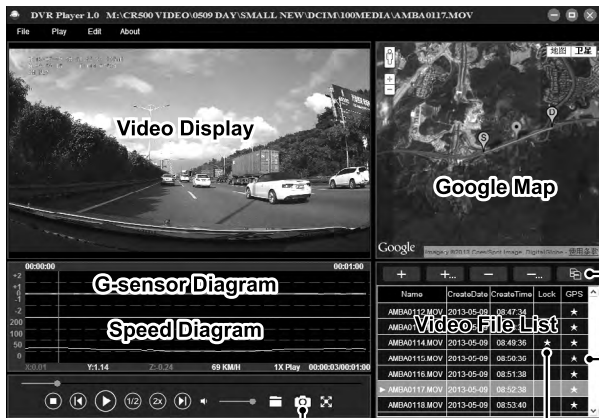 DVR Player 1.0 M:\CR500 VIDEO\0509 DAY\SMALL NEW\DCIM\100MEDIA\AMBA0117.MOV
File Play Edit About
地图 卫星
Video Display
S
D
Google Map
Google
00:00:00 00:01:00
+2
+1
-1
-2
G-sensor Diagram
200
150
100
50
0
Speed Diagram
X:0.01 Y:1.14 Z:-0.24 69 KM/H 1X Play 00:00:03/00:01:00
1/2 2x
+ +... − −...
Name CreateDate CreateTime Lock GPS
AMBA0112.MOV 2013-05-09 08:47:34 ★
Video File List
AMBA0114.MOV 2013-05-09 08:49:36 ★ ★
AMBA0115.MOV 2013-05-09 08:50:36 ★
AMBA0116.MOV 2013-05-09 08:51:38 ★
AMBA0117.MOV 2013-05-09 08:52:38 ★
AMBA0118.MOV 2013-05-09 08:53:40 ★